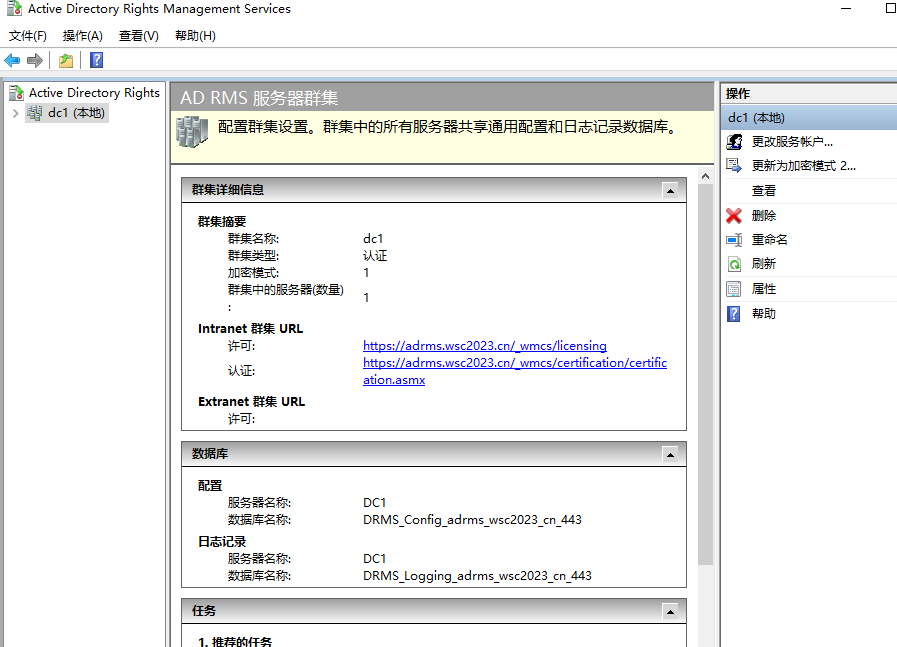 Active Directory Rights Management Services
文件(F) 操作(A) 查看(V) 帮助(H)
Active Directory Rights
dc1 (本地)
AD RMS 服务器群集
配置群集设置。群集中的所有服务器共享通用配置和日志记录数据库。
群集详细信息
群集摘要
群集名称: dc1
群集类型: 认证
加密模式: 1
群集中的服务器(数量)
: 1
Intranet 群集 URL
许可: https://adrms.wsc2023.cn/_wmcs/licensing
认证: https://adrms.wsc2023.cn/_wmcs/certification/certific
ation.asmx
Extranet 群集 URL
许可:
数据库
配置
服务器名称: DC1
数据库名称: DRMS_Config_adrms_wsc2023_cn_443
日志记录
服务器名称: DC1
数据库名称: DRMS_Logging_adrms_wsc2023_cn_443
任务
1. 推荐的任务
操作
dc1 (本地)
更改服务帐户...
更新为加密模式 2...
查看
删除
重命名
刷新
属性
帮助